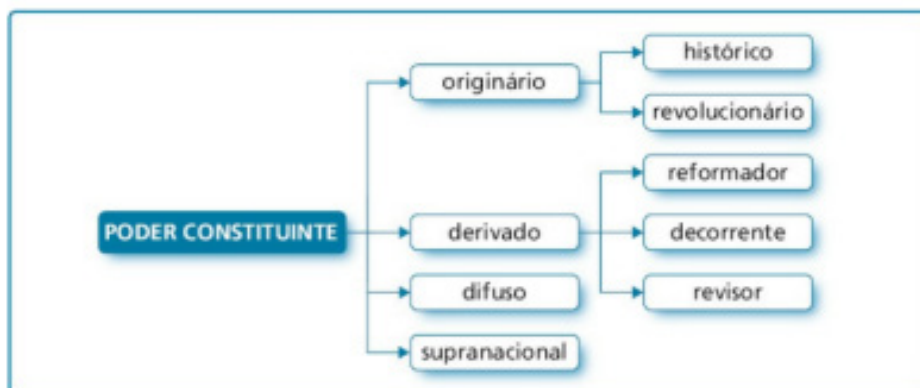 PODER CONSTITUINTE
originário
histórico
revolucionário
derivado
reformador
decorrente
revisor
difuso
supranacional